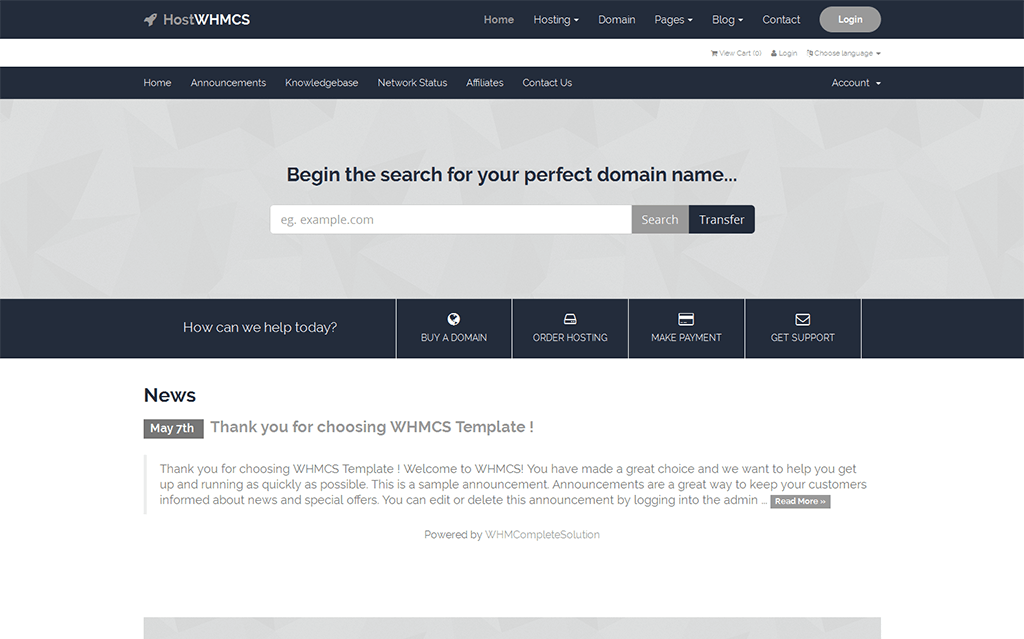 HostWHMCS Home Hosting Domain Pages Blog Contact Login
View Cart (0) Login Choose language
Home Announcements Knowledgebase Network Status Affiliates Contact Us Account
Begin the search for your perfect domain name...
eg. example.com Search Transfer
How can we help today? BUY A DOMAIN ORDER HOSTING MAKE PAYMENT GET SUPPORT
News
May 7th Thank you for choosing WHMCS Template !
Thank you for choosing WHMCS Template ! Welcome to WHMCS! You have made a great choice and we want to help you get
up and running as quickly as possible. This is a sample announcement. Announcements are a great way to keep your customers
informed about news and special offers. You can edit or delete this announcement by logging into the admin ... Read More »
Powered by WHMCompleteSolution